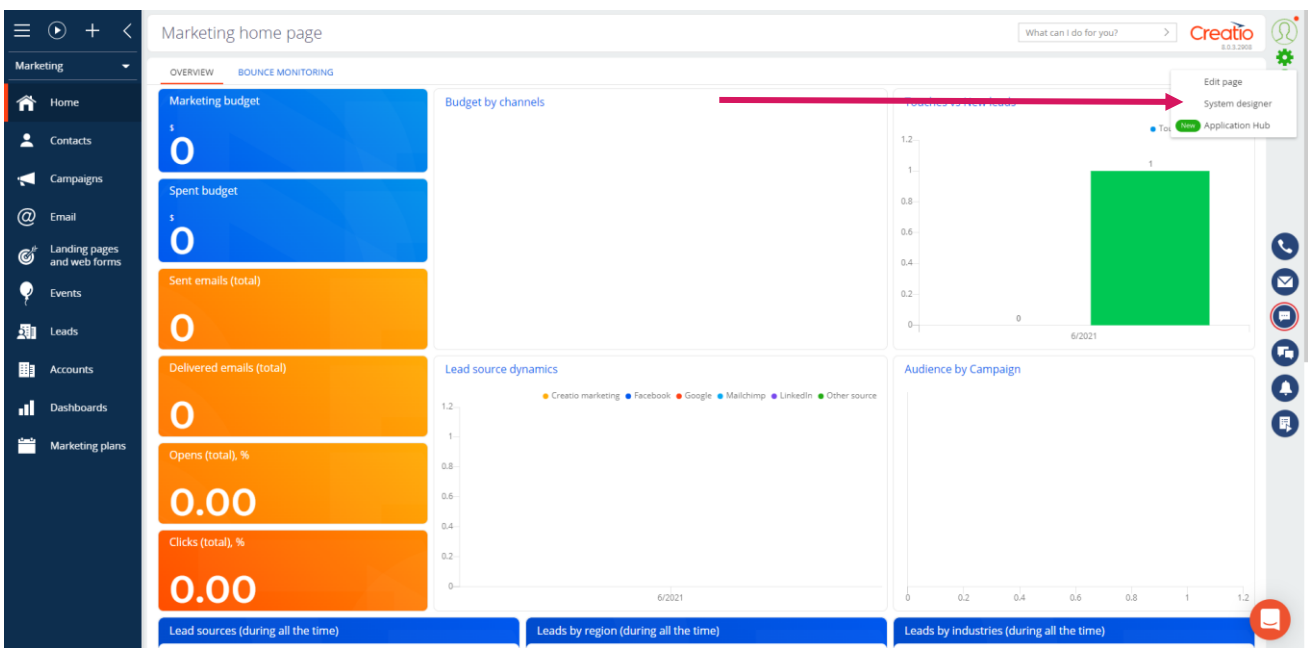 Marketing home page
What can I do for you?
Creatio
8.0.3.2908
Marketing
Home
Contacts
Campaigns
@ Email
Landing pages
and web forms
Events
Leads
Accounts
Dashboards
Marketing plans
OVERVIEW BOUNCE MONITORING
Edit page
System designer
New Application Hub
Marketing budget
$
0
Spent budget
$
0
Sent emails (total)
0
Delivered emails (total)
0
Opens (total), %
0.00
Clicks (total), %
0.00
Budget by channels
Touches vs New leads
1.2
1
0.8
0.6
0.4
0.2
0
0
1
6/2021
Lead source dynamics
Creatio marketing Facebook Google Mailchimp LinkedIn Other source
1.2
1
0.8
0.6
0.4
0.2
0
6/2021
Audience by Campaign
0 0.2 0.4 0.6 0.8 1 1.2
Lead sources (during all the time)
Leads by region (during all the time)
Leads by industries (during all the time)